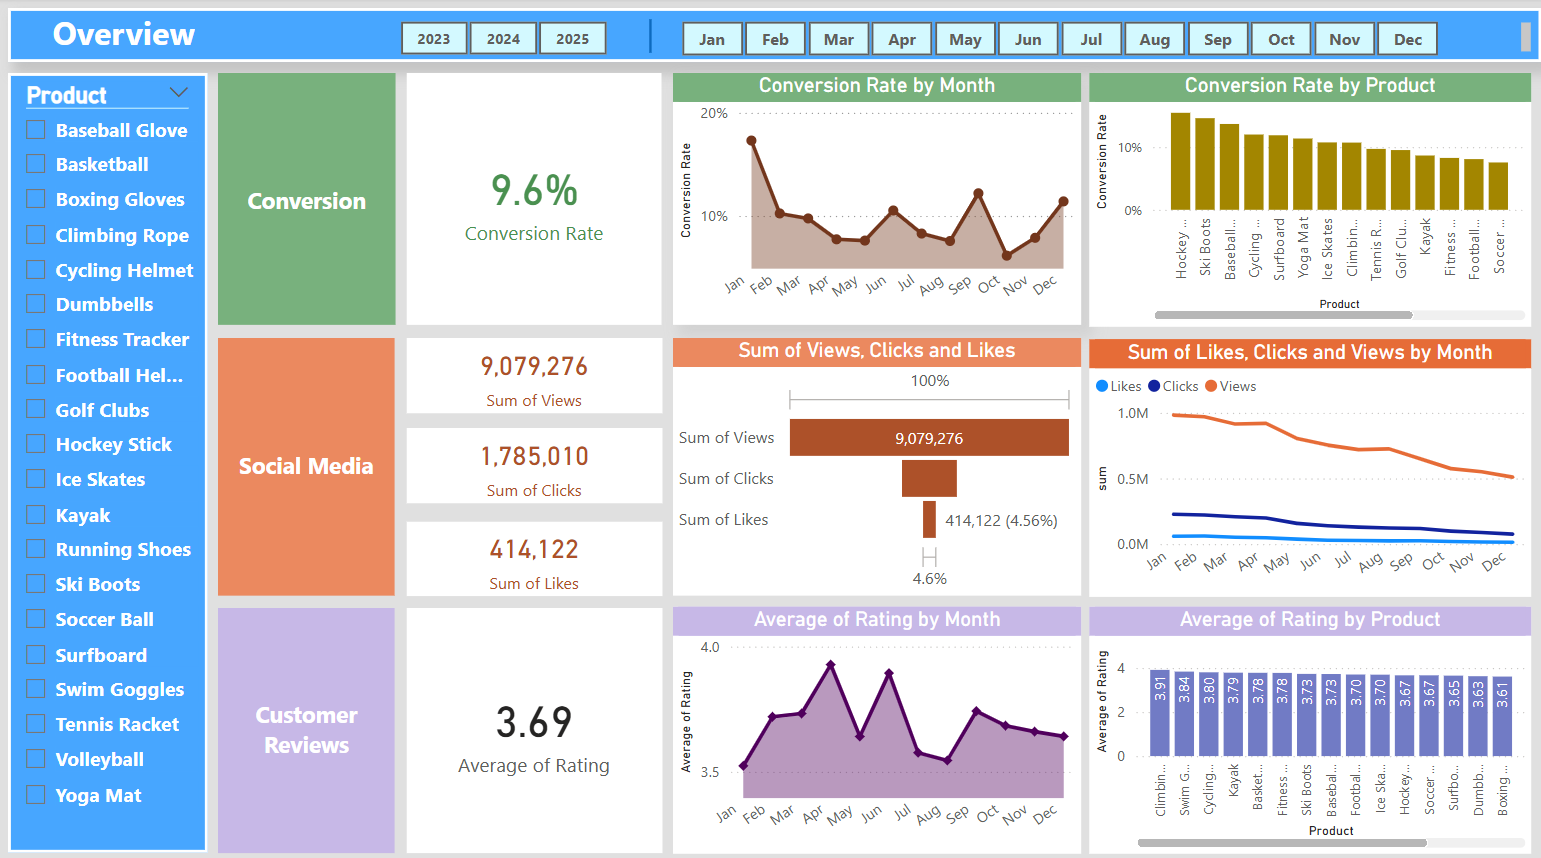 Overview
2023
2024
2025
Jan
Feb
Mar
Apr
May
Jun
Jul
Aug
Sep
Oct
Nov
Dec
Product
Baseball Glove
Basketball
Boxing Gloves
Climbing Rope
Cycling Helmet
Dumbbells
Fitness Tracker
Football Hel...
Golf Clubs
Hockey Stick
Ice Skates
Kayak
Running Shoes
Ski Boots
Soccer Ball
Surfboard
Swim Goggles
Tennis Racket
Volleyball
Yoga Mat
Conversion
9.6%
Conversion Rate
Conversion Rate by Month
Conversion Rate
20%
10%
Jan
Feb
Mar
Apr
May
Jun
Jul
Aug
Sep
Oct
Nov
Dec
Conversion Rate by Product
Conversion Rate
10%
0%
Hockey ...
Ski Boots
Baseball...
Cycling ...
Surfboard
Yoga Mat
Ice Skates
Climbin...
Tennis R...
Golf Clu...
Kayak
Fitness ...
Football...
Soccer ...
Product
Social Media
9,079,276
Sum of Views
1,785,010
Sum of Clicks
414,122
Sum of Likes
Sum of Views, Clicks and Likes
100%
Sum of Views
9,079,276
Sum of Clicks
Sum of Likes
414,122 (4.56%)
4.6%
Sum of Likes, Clicks and Views by Month
Likes
Clicks
Views
sum
1.0M
0.5M
0.0M
Jan
Feb
Mar
Apr
May
Jun
Jul
Aug
Sep
Oct
Nov
Dec
Customer
Reviews
3.69
Average of Rating
Average of Rating by Month
Average of Rating
4.0
3.5
Jan
Feb
Mar
Apr
May
Jun
Jul
Aug
Sep
Oct
Nov
Dec
Average of Rating by Product
Average of Rating
4
2
0
3.91
3.84
3.80
3.79
3.78
3.78
3.73
3.73
3.70
3.70
3.67
3.67
3.65
3.63
3.61
Climbin...
Swim G...
Cycling...
Kayak
Basket...
Fitness ...
Ski Boots
Basebal...
Footbal...
Ice Ska...
Hockey...
Soccer ...
Surfbo...
Dumbb...
Boxing ...
Product